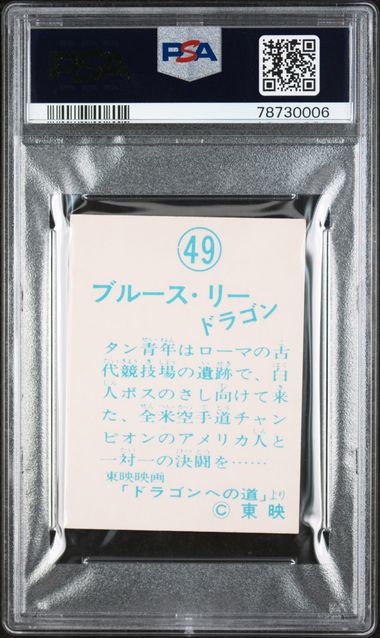 PSA
PSA
78730006
49
ブルース・リー
ドラゴン
タン青年はローマの古
代競技場の遺跡で、白
人ボスのさし向けて来
た、全米空手道チャン
ピオンのアメリカ人と
一対一の決闘を……
東映映画
「ドラゴンへの道」より
© 東映